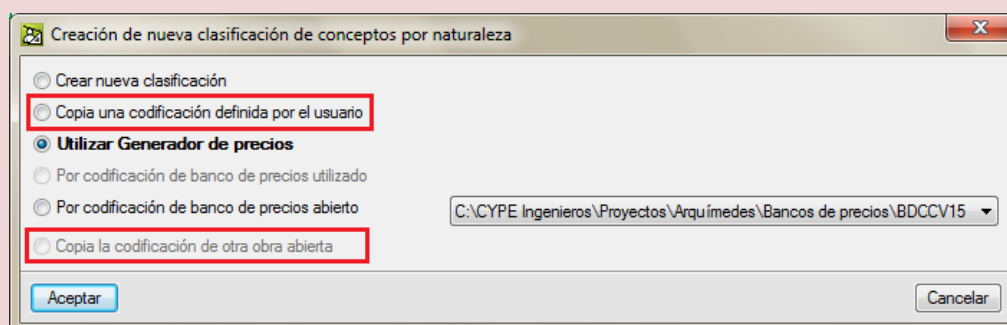 Creación de nueva clasificación de conceptos por naturaleza
Crear nueva clasificación
Copia una codificación definida por el usuario
Utilizar Generador de precios
Por codificación de banco de precios utilizado
Por codificación de banco de precios abierto
C:\CYPE Ingenieros\Proyectos\Arquímedes\Bancos de precios\BDCCV15
Copia la codificación de otra obra abierta
Aceptar
Cancelar